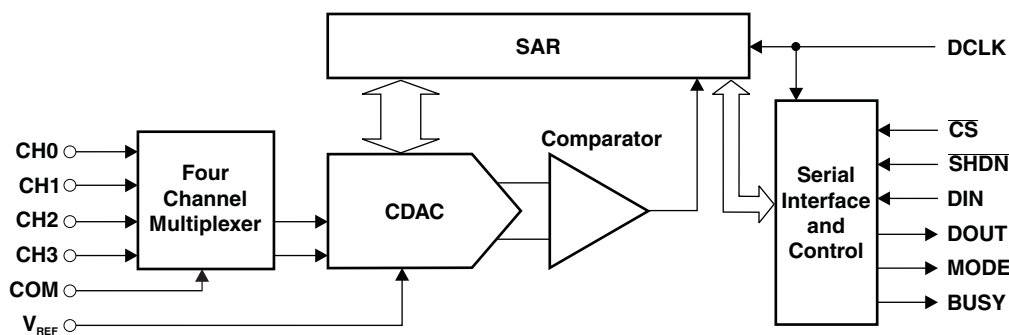 SAR
DCLK
Comparator
CH0
CH1
CH2
CH3
COM
VREF
Four
Channel
Multiplexer
CDAC
Serial
Interface
and
Control
CS
SHDN
DIN
DOUT
MODE
BUSY